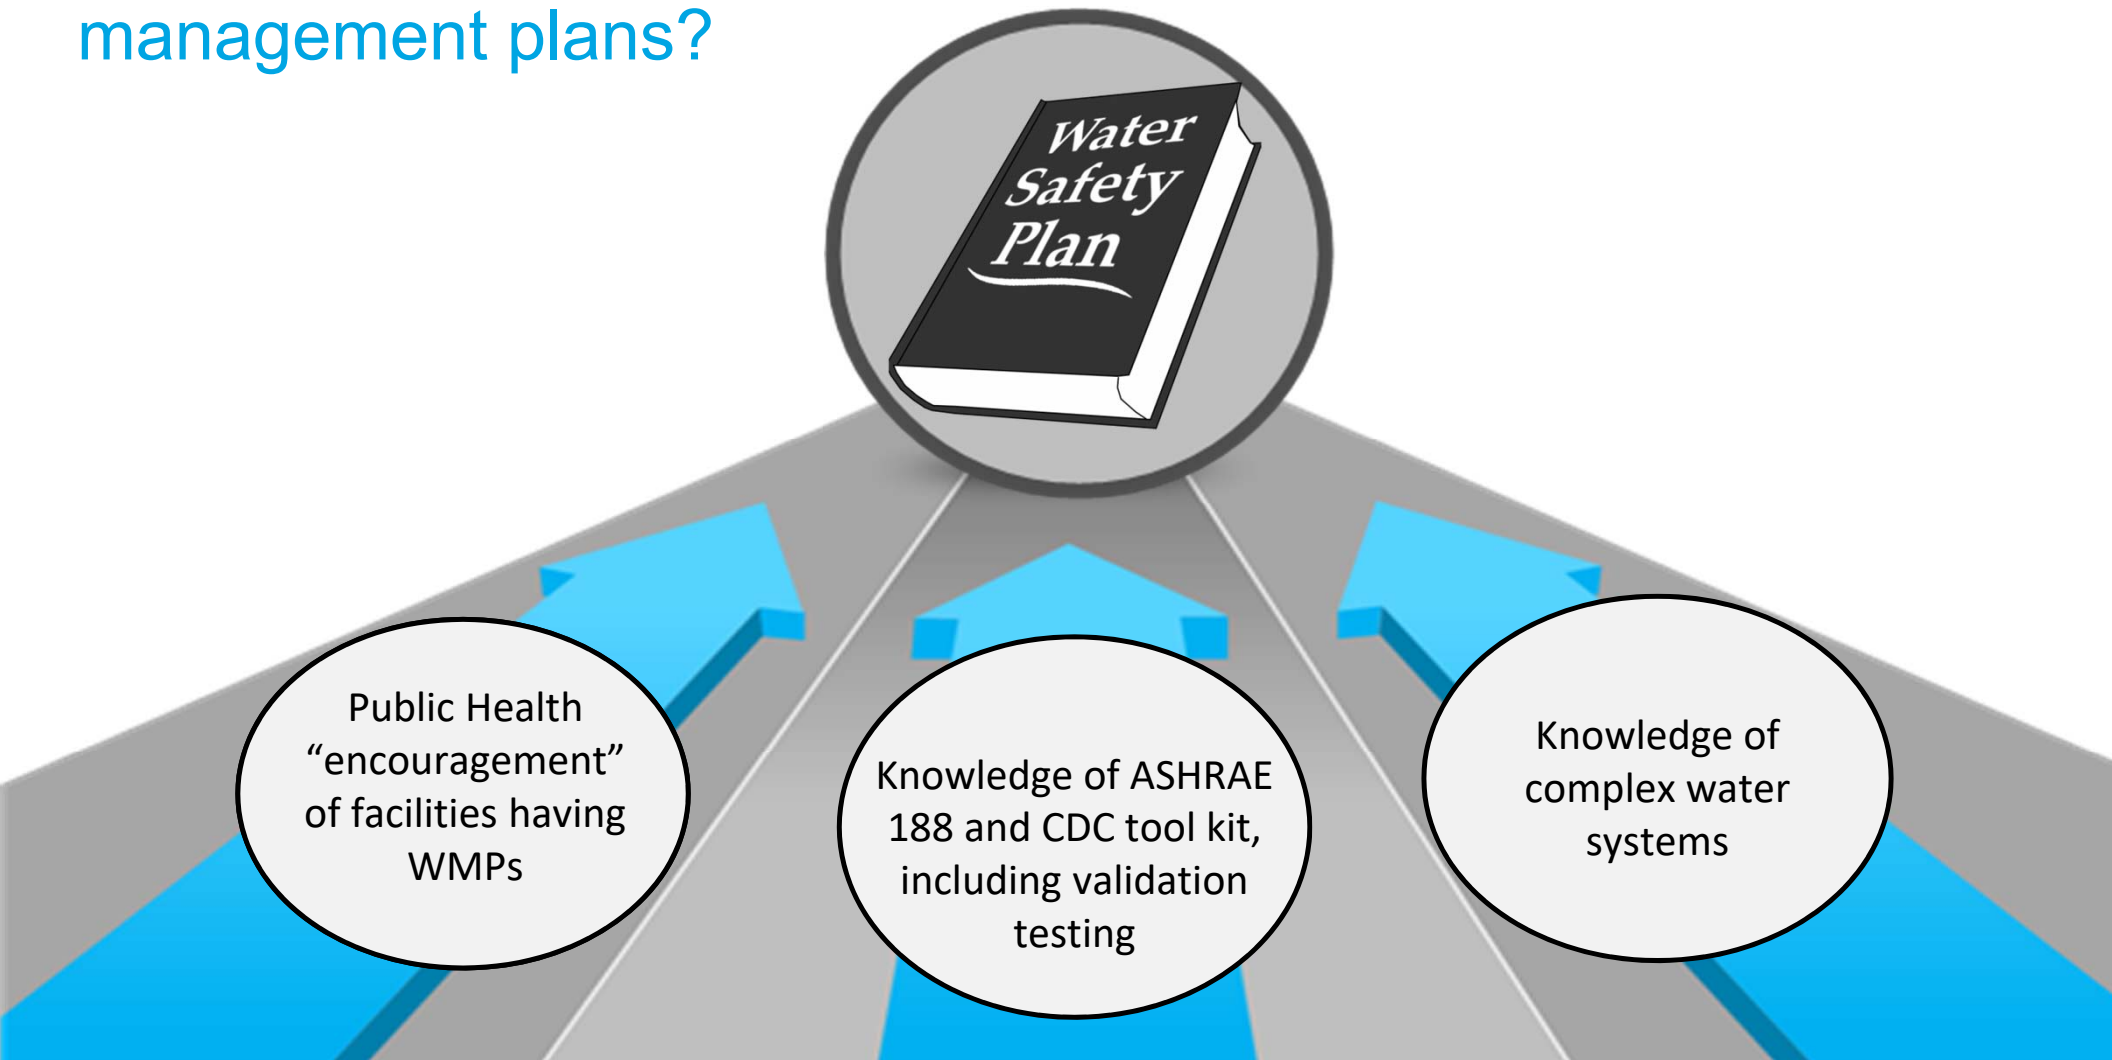 management plans?
Water
Safety
Plan
Public Health
“encouragement”
of facilities having
WMPs
Knowledge of ASHRAE
188 and CDC tool kit,
including validation
testing
Knowledge of
complex water
systems